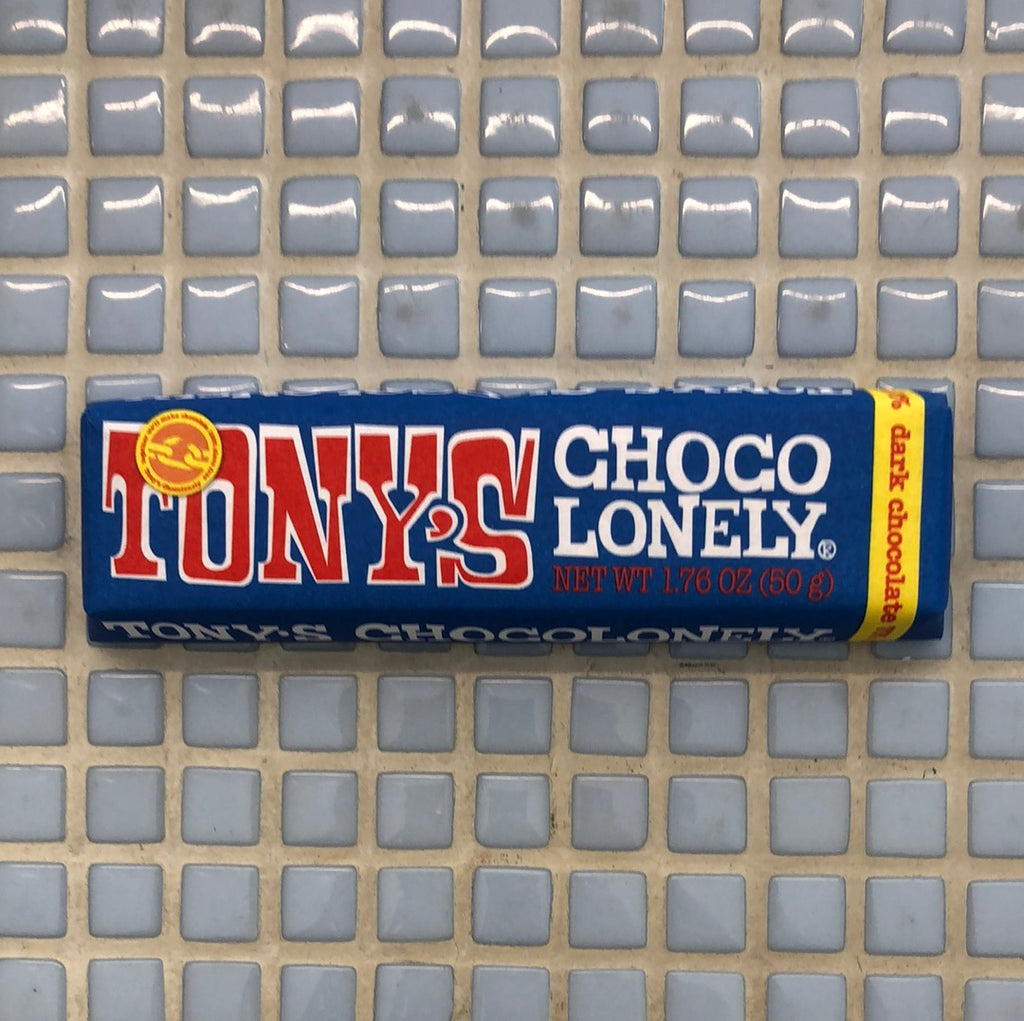 TONY'S
CHOCO
LONELY®
NET WT 1.76 OZ (50 g)
% dark chocolate
TONY'S CHOCOLONELY®